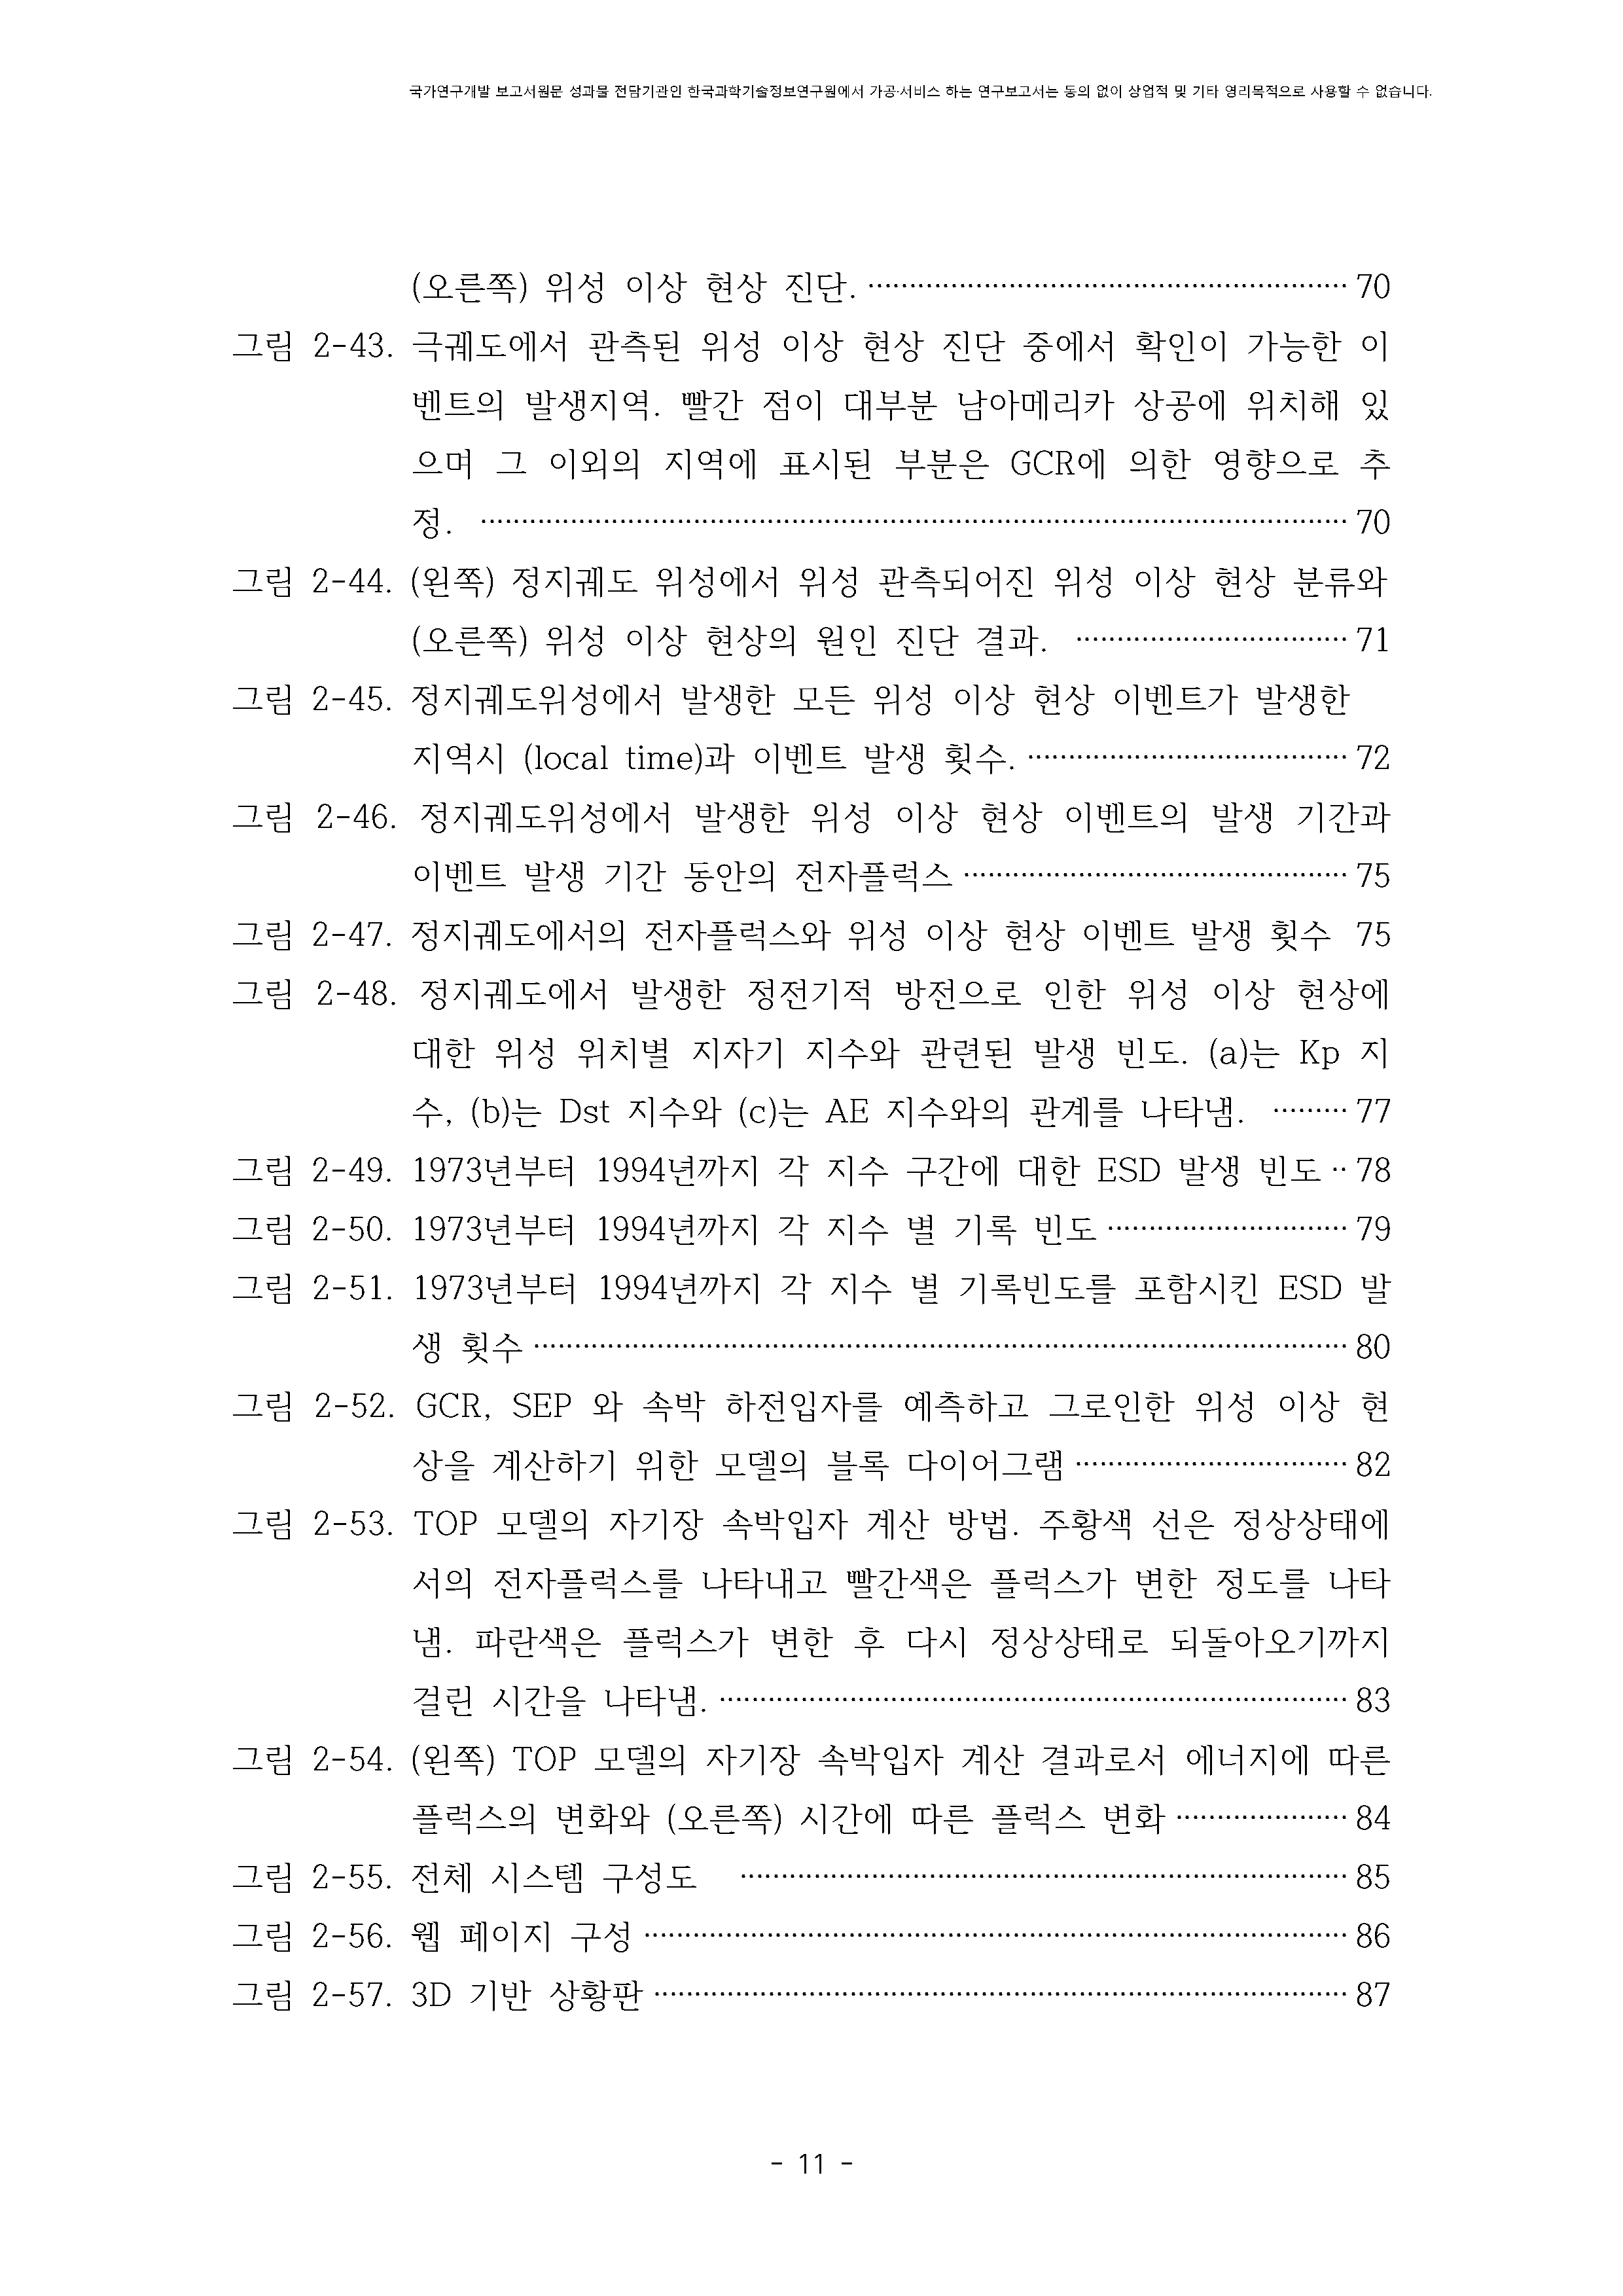 국가연구개발 보고서원문 성과물 전담기관인 한국과학기술정보연구원에서 가공·서비스 하는 연구보고서는 동의 없이 상업적 및 기타 영리목적으로 사용할 수 없습니다.
(오른쪽) 위성 이상 현상 진단. ························································ 70
그림 2-43. 극궤도에서 관측된 위성 이상 현상 진단 중에서 확인이 가능한 이
벤트의 발생지역. 빨간 점이 대부분 남아메리카 상공에 위치해 있
으며 그 이외의 지역에 표시된 부분은 GCR에 의한 영향으로 추
정. ···································································································· 70
그림 2-44. (왼쪽) 정지궤도 위성에서 위성 관측되어진 위성 이상 현상 분류와
(오른쪽) 위성 이상 현상의 원인 진단 결과. ································ 71
그림 2-45. 정지궤도위성에서 발생한 모든 위성 이상 현상 이벤트가 발생한
지역시 (local time)과 이벤트 발생 횟수. ······································ 72
그림 2-46. 정지궤도위성에서 발생한 위성 이상 현상 이벤트의 발생 기간과
이벤트 발생 기간 동안의 전자플럭스 ·············································· 75
그림 2-47. 정지궤도에서의 전자플럭스와 위성 이상 현상 이벤트 발생 횟수 75
그림 2-48. 정지궤도에서 발생한 정전기적 방전으로 인한 위성 이상 현상에
대한 위성 위치별 지자기 지수와 관련된 발생 빈도. (a)는 Kp 지
수, (b)는 Dst 지수와 (c)는 AE 지수와의 관계를 나타냄. ········· 77
그림 2-49. 1973년부터 1994년까지 각 지수 구간에 대한 ESD 발생 빈도 ·· 78
그림 2-50. 1973년부터 1994년까지 각 지수 별 기록 빈도 ···························· 79
그림 2-51. 1973년부터 1994년까지 각 지수 별 기록빈도를 포함시킨 ESD 발
생 횟수 ································································································ 80
그림 2-52. GCR, SEP 와 속박 하전입자를 예측하고 그로인한 위성 이상 현
상을 계산하기 위한 모델의 블록 다이어그램 ································ 82
그림 2-53. TOP 모델의 자기장 속박입자 계산 방법. 주황색 선은 정상상태에
서의 전자플럭스를 나타내고 빨간색은 플럭스가 변한 정도를 나타
냄. 파란색은 플럭스가 변한 후 다시 정상상태로 되돌아오기까지
걸린 시간을 나타냄. ········································································ 83
그림 2-54. (왼쪽) TOP 모델의 자기장 속박입자 계산 결과로서 에너지에 따른
플럭스의 변화와 (오른쪽) 시간에 따른 플럭스 변화 ···················· 84
그림 2-55. 전체 시스템 구성도 ······································································ 85
그림 2-56. 웹 페이지 구성 ·················································································· 86
그림 2-57. 3D 기반 상황판 ················································································ 87
- 11 -